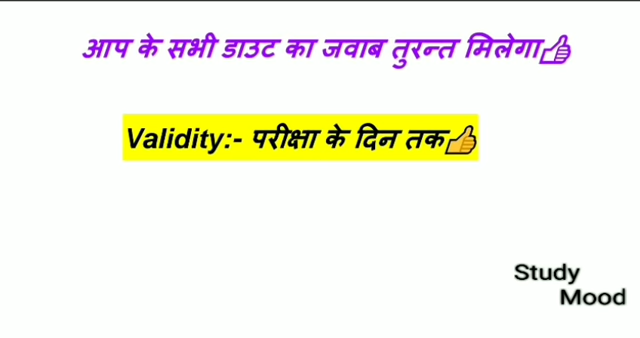 आप के सभी डाउट का जवाब तुरन्त मिलेगा👍
Validity:- परीक्षा के दिन तक👍
Study
Mood